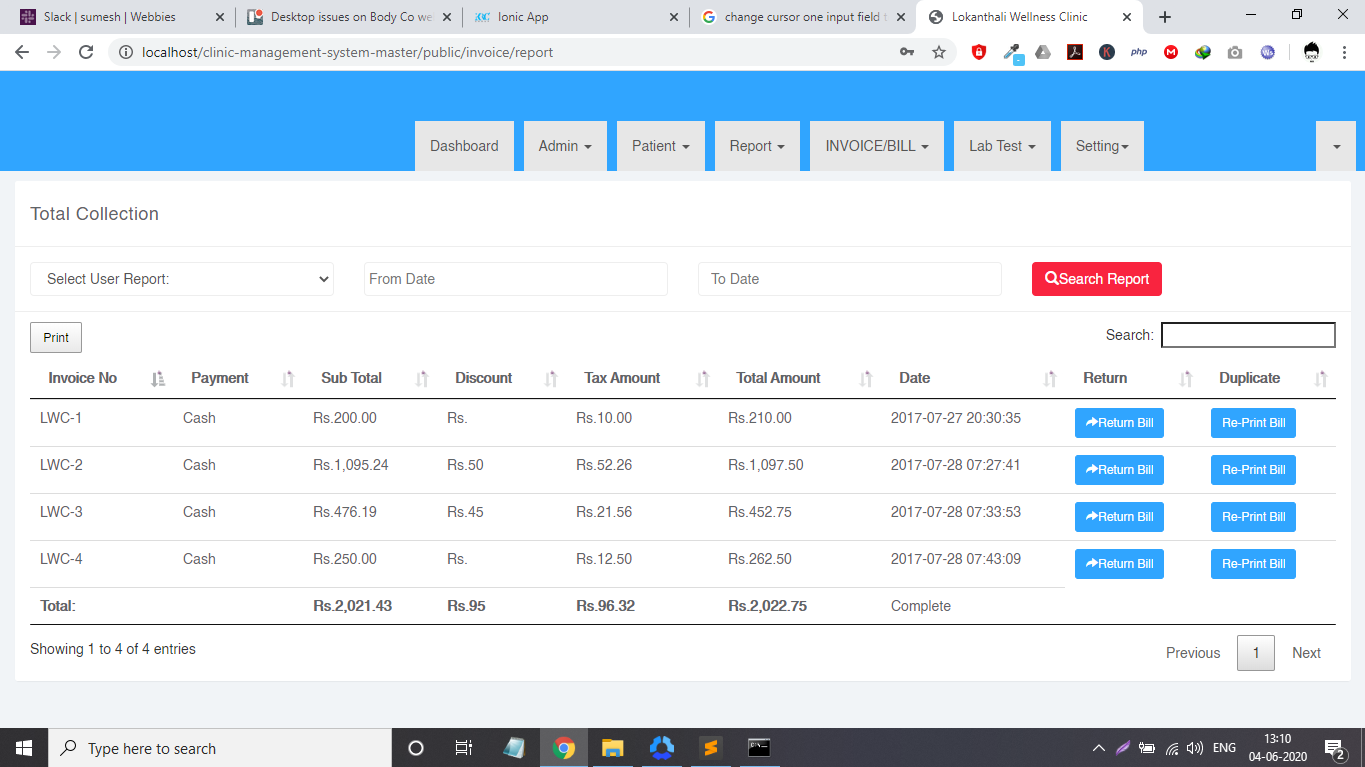 Slack | sumesh | Webbies
Desktop issues on Body Co we
Ionic App
change cursor one input field t
Lokanthali Wellness Clinic
localhost/clinic-management-system-master/public/invoice/report
php
Dashboard Admin Patient Report INVOICE/BILL Lab Test Setting
Total Collection
Select User Report: From Date To Date Search Report
Print Search:
Invoice No Payment Sub Total Discount Tax Amount Total Amount Date Return Duplicate
LWC-1 Cash Rs.200.00 Rs. Rs.10.00 Rs.210.00 2017-07-27 20:30:35 Return Bill Re-Print Bill
LWC-2 Cash Rs.1,095.24 Rs.50 Rs.52.26 Rs.1,097.50 2017-07-28 07:27:41 Return Bill Re-Print Bill
LWC-3 Cash Rs.476.19 Rs.45 Rs.21.56 Rs.452.75 2017-07-28 07:33:53 Return Bill Re-Print Bill
LWC-4 Cash Rs.250.00 Rs. Rs.12.50 Rs.262.50 2017-07-28 07:43:09 Return Bill Re-Print Bill
Total: Rs.2,021.43 Rs.95 Rs.96.32 Rs.2,022.75 Complete
Showing 1 to 4 of 4 entries Previous 1 Next
Type here to search
ENG
13:10
04-06-2020
2